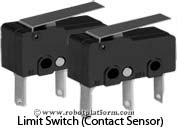 © www.robotplatform.com
Limit Switch (Contact Sensor)